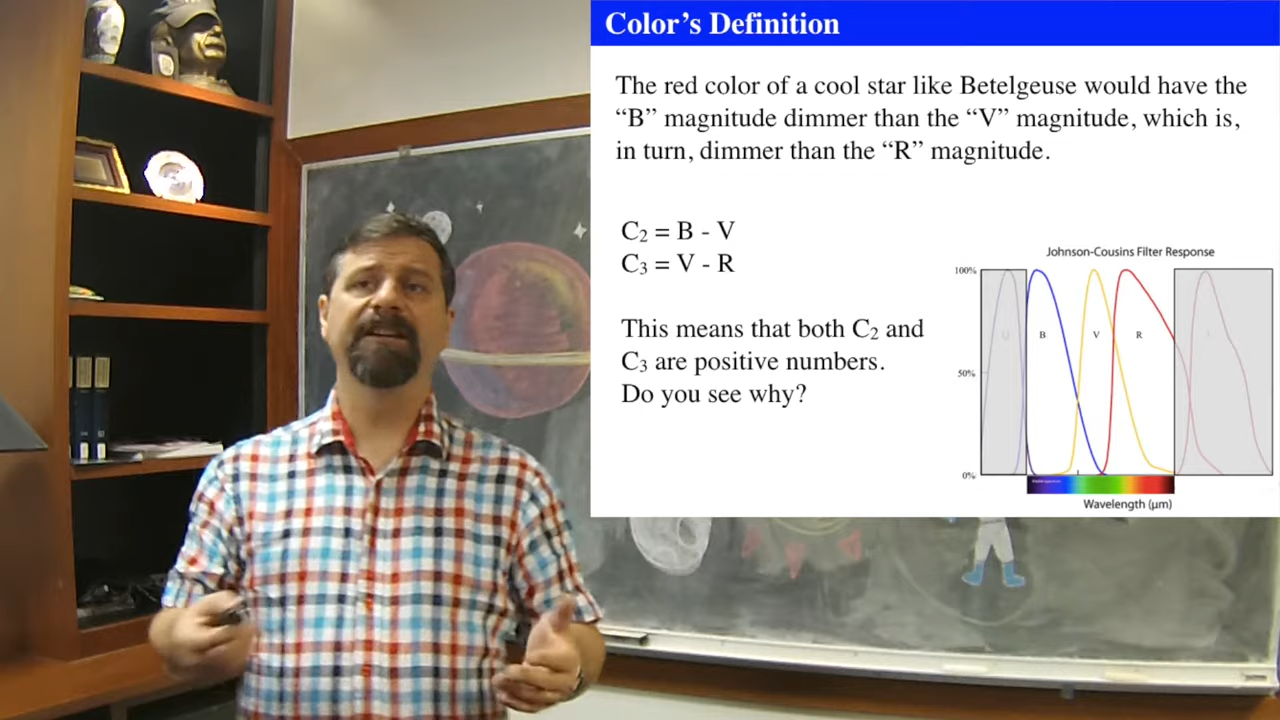 Color's Definition
The red color of a cool star like Betelgeuse would have the
“B” magnitude dimmer than the “V” magnitude, which is,
in turn, dimmer than the “R” magnitude.
C₂ = B - V
C₃ = V - R
This means that both C₂ and
C₃ are positive numbers.
Do you see why?
Johnson-Cousins Filter Response
100%
U B V R I
50%
0%
Wavelength (μm)